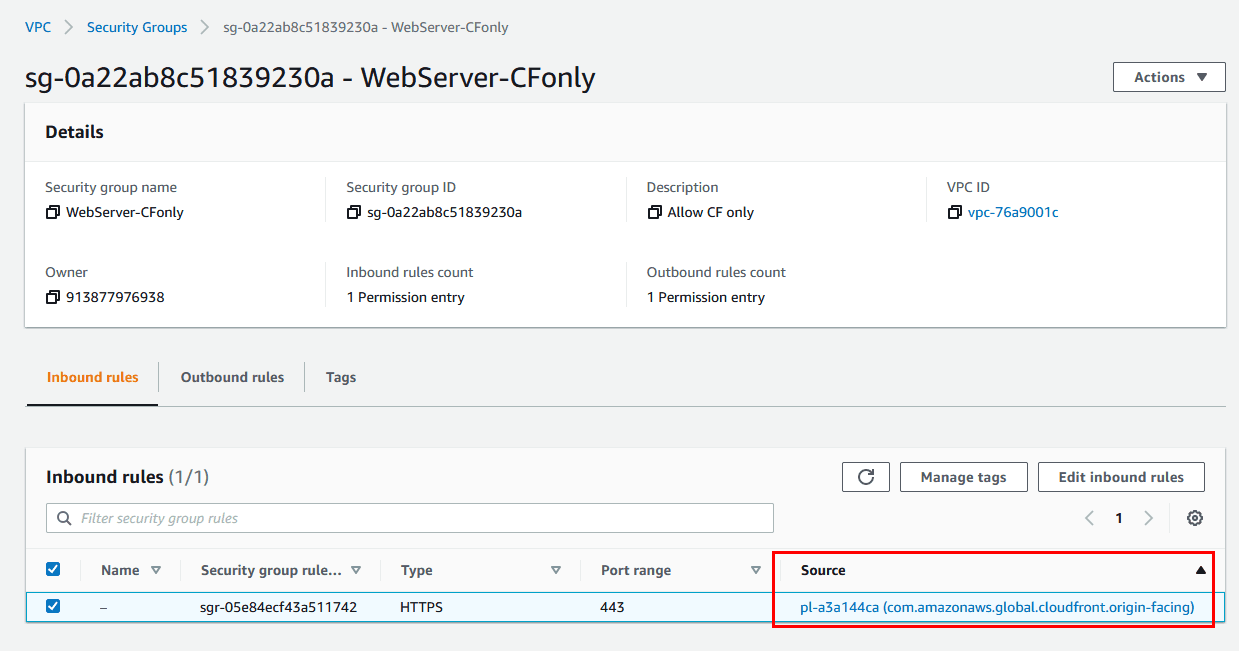 VPC > Security Groups > sg-0a22ab8c51839230a - WebServer-CFonly
sg-0a22ab8c51839230a - WebServer-CFonly
Actions
Details
Security group name
WebServer-CFonly
Security group ID
sg-0a22ab8c51839230a
Description
Allow CF only
VPC ID
vpc-76a9001c
Owner
913877976938
Inbound rules count
1 Permission entry
Outbound rules count
1 Permission entry
Inbound rules Outbound rules Tags
Inbound rules (1/1)
Manage tags
Edit inbound rules
Filter security group rules
1
Name Security group rule... Type Port range Source
– sgr-05e84ecf43a511742 HTTPS 443 pl-a3a144ca (com.amazonaws.global.cloudfront.origin-facing)